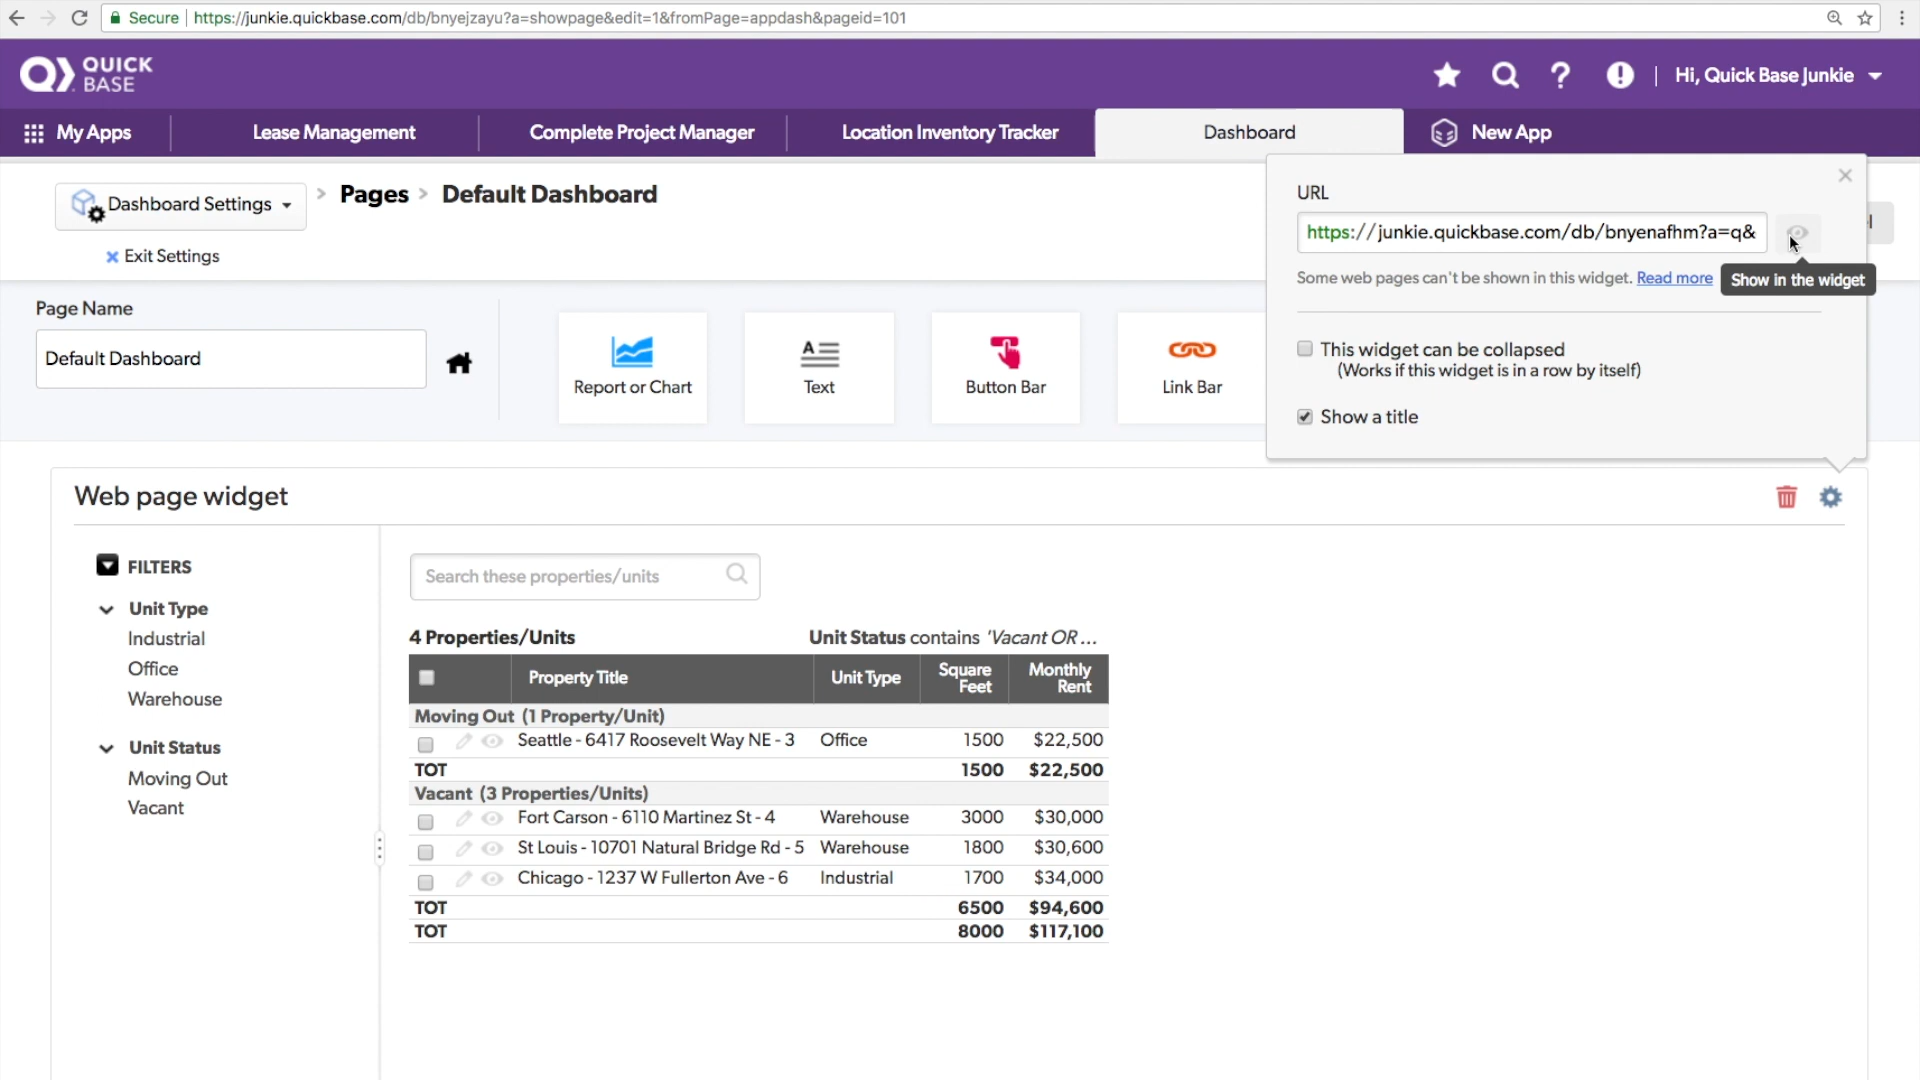 Secure | https://junkie.quickbase.com/db/bnyejzayu?a=showpage&edit=1&fromPage=appdash&pageid=101
QUICK
BASE
Hi, Quick Base Junkie
My Apps
Lease Management
Complete Project Manager
Location Inventory Tracker
Dashboard
New App
Dashboard Settings
> Pages > Default Dashboard
Exit Settings
URL
https://junkie.quickbase.com/db/bnyenafhm?a=q&
Some web pages can't be shown in this widget. Read more
Show in the widget
This widget can be collapsed
(Works if this widget is in a row by itself)
Show a title
Page Name
Default Dashboard
Report or Chart
Text
Button Bar
Link Bar
Web page widget
FILTERS
Unit Type
Industrial
Office
Warehouse
Unit Status
Moving Out
Vacant
Search these properties/units
4 Properties/Units
Unit Status contains 'Vacant OR ...
Property Title
Unit Type
Square
Feet
Monthly
Rent
Moving Out (1 Property/Unit)
Seattle - 6417 Roosevelt Way NE - 3 Office 1500 $22,500
TOT 1500 $22,500
Vacant (3 Properties/Units)
Fort Carson - 6110 Martinez St - 4 Warehouse 3000 $30,000
St Louis - 10701 Natural Bridge Rd - 5 Warehouse 1800 $30,600
Chicago - 1237 W Fullerton Ave - 6 Industrial 1700 $34,000
TOT 6500 $94,600
TOT 8000 $117,100